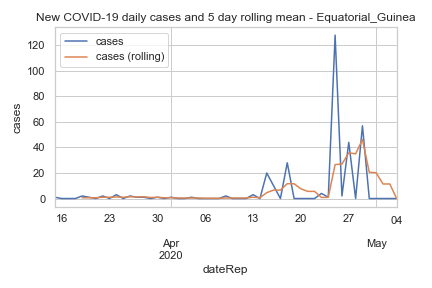 New COVID-19 daily cases and 5 day rolling mean - Equatorial_Guinea
cases
cases (rolling)
120
100
80
60
40
20
0
cases
16 23 30 06 13 20 27 04
Apr May
2020
dateRep